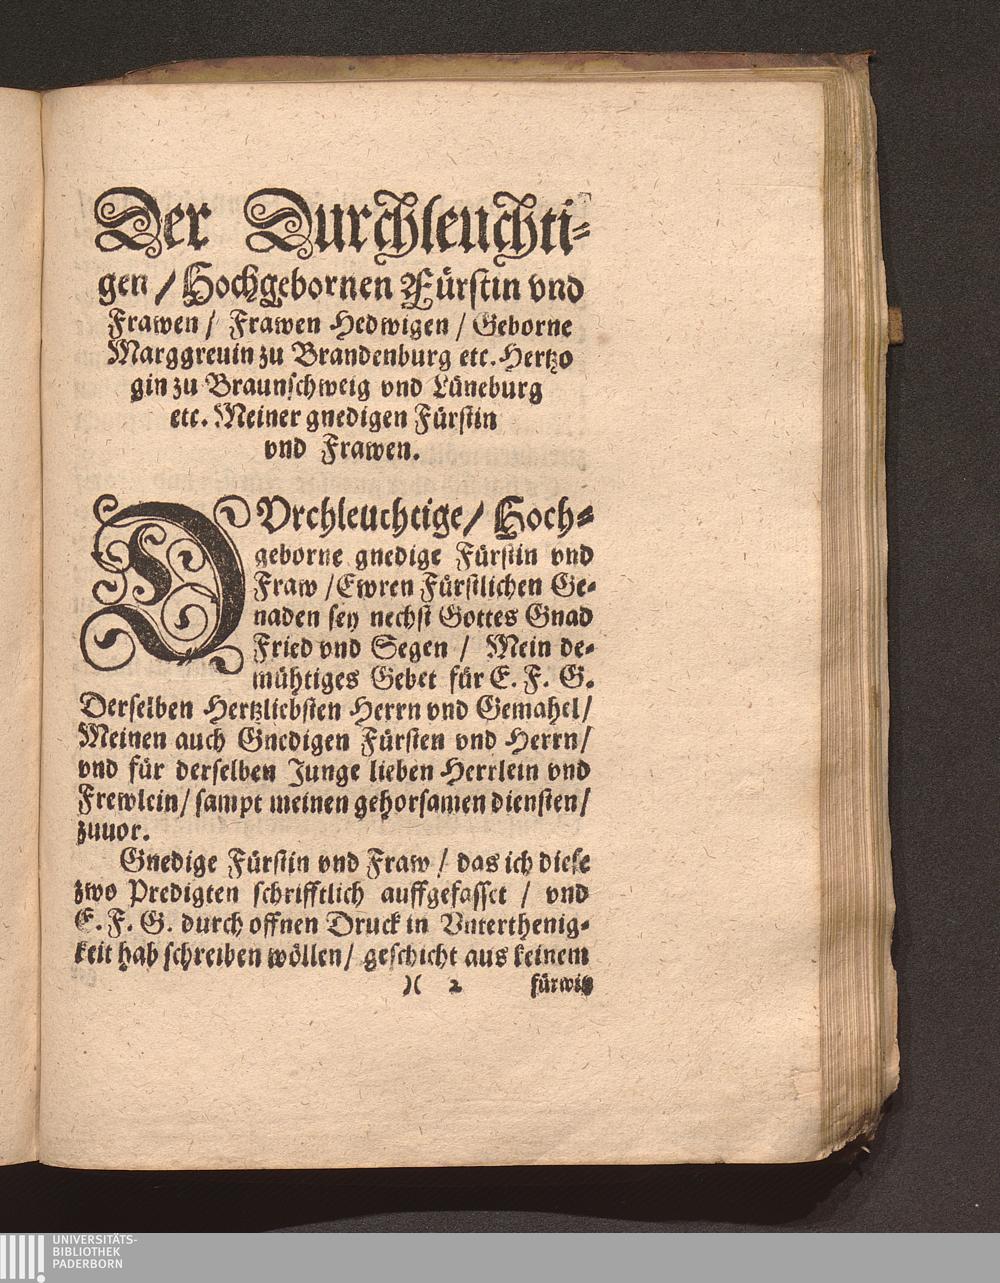 Der Durchleuchti-
gen / Hochgebornen Fürstin vnd
Frawen / Frawen Hedwigen / Geborne
Marggreuin zu Brandenburg etc. Hertzo
gin zu Braunschweig vnd Lüneburg
etc. Meiner gnedigen Fürstin
vnd Frawen.
DVrchleuchtige / Hoch-
geborne gnedige Fürstin vnd
Fraw / Ewren Fürstlichen Ge-
naden sey nechst Gottes Gnad
Fried vnd Segen / Mein de-
mühtiges Gebet für E. F. G.
Derselben Hertzliebsten Herrn vnd Gemahel /
Meinen auch Gnedigen Fürsten vnd Herrn /
vnd für derselben Junge lieben Herrlein vnd
Frewlein / sampt meinen gehorsamen diensten /
zuuor.
Gnedige Fürstin vnd Fraw / das ich diese
zwo Predigten schrifftlich auffgefasset / vnd
E. F. G. durch offnen Druck in Vnterthenig-
keit hab schreiben wöllen / geschicht aus keinem
)( 2 fürwitz
UNIVERSITÄTS-
BIBLIOTHEK
PADERBORN